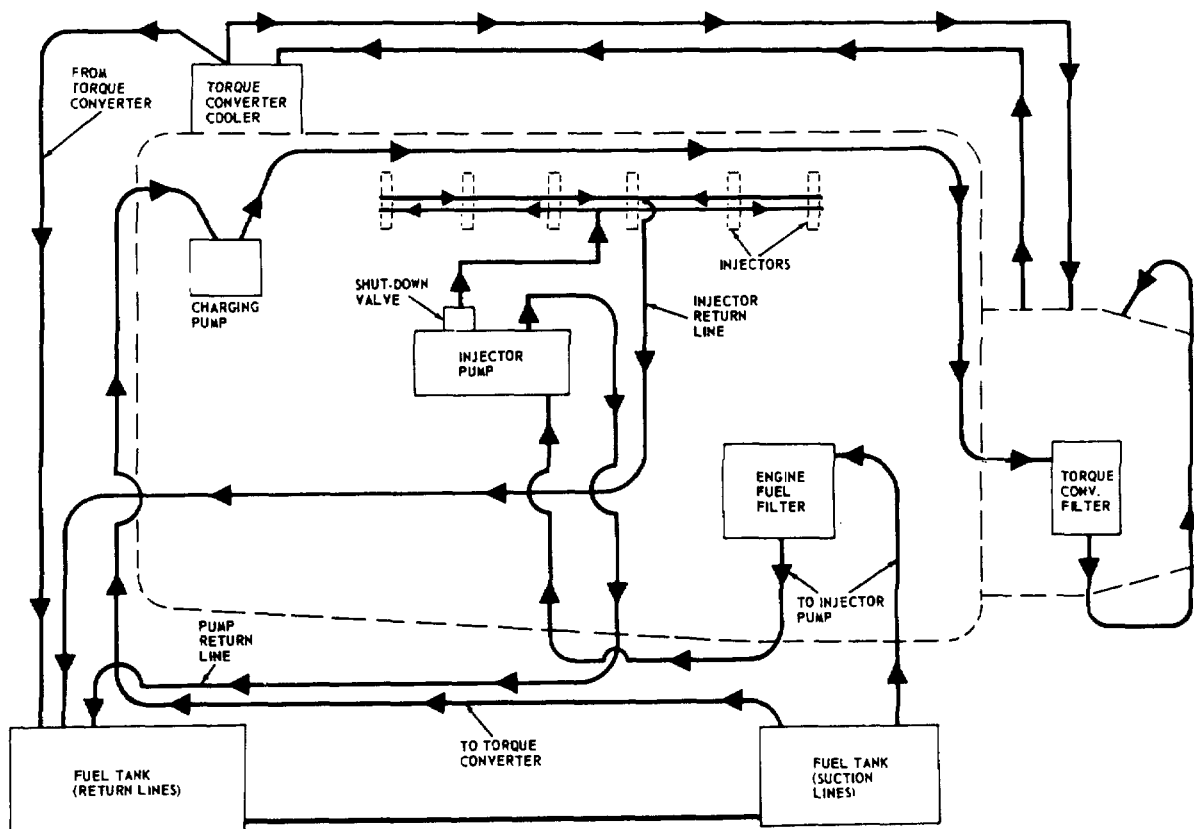 FROM
TORQUE
CONVERTER
TORQUE
CONVERTER
COOLER
CHARGING
PUMP
SHUT-DOWN
VALVE
INJECTOR
PUMP
INJECTORS
INJECTOR
RETURN
LINE
ENGINE
FUEL
FILTER
TORQUE
CONV.
FILTER
TO INJECTOR
PUMP
PUMP
RETURN
LINE
TO TORQUE
CONVERTER
FUEL TANK
(RETURN LINES)
FUEL TANK
(SUCTION
LINES)